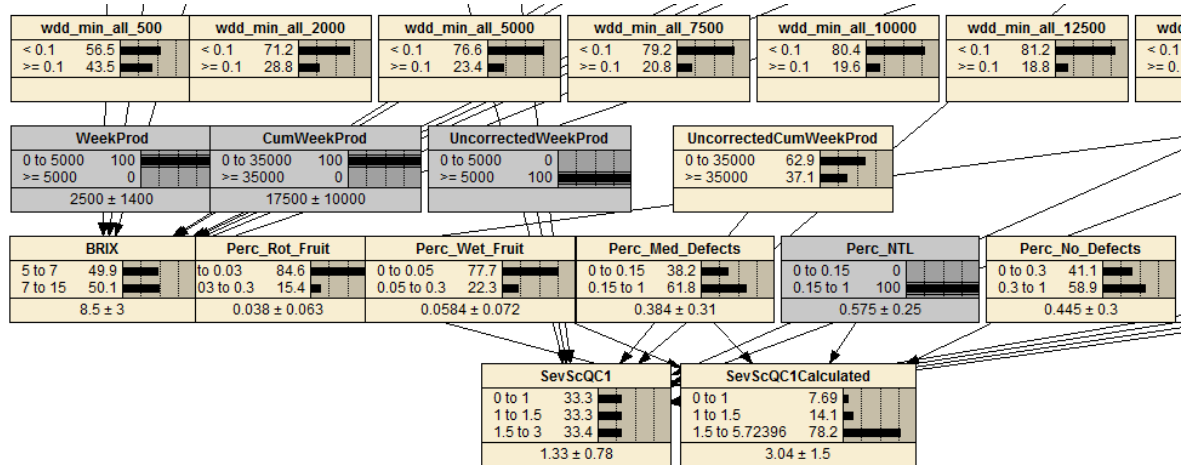 wdd_min_all_500 wdd_min_all_2000 wdd_min_all_5000 wdd_min_all_7500 wdd_min_all_10000 wdd_min_all_12500 wdd
< 0.1 56.5 < 0.1 71.2 < 0.1 76.6 < 0.1 79.2 < 0.1 80.4 < 0.1 81.2 < 0.1
>= 0.1 43.5 >= 0.1 28.8 >= 0.1 23.4 >= 0.1 20.8 >= 0.1 19.6 >= 0.1 18.8 >= 0.
WeekProd CumWeekProd UncorrectedWeekProd UncorrectedCumWeekProd
0 to 5000 100 0 to 35000 100 0 to 5000 0 0 to 35000 62.9
>= 5000 0 >= 35000 0 >= 5000 100 >= 35000 37.1
2500 ± 1400 17500 ± 10000
BRIX Perc_Rot_Fruit Perc_Wet_Fruit Perc_Med_Defects Perc_NTL Perc_No_Defects
5 to 7 49.9 to 0.03 84.6 0 to 0.05 77.7 0 to 0.15 38.2 0 to 0.15 0 0 to 0.3 41.1
7 to 15 50.1 03 to 0.3 15.4 0.05 to 0.3 22.3 0.15 to 1 61.8 0.15 to 1 100 0.3 to 1 58.9
8.5 ± 3 0.038 ± 0.063 0.0584 ± 0.072 0.384 ± 0.31 0.575 ± 0.25 0.445 ± 0.3
SevScQC1 SevScQC1Calculated
0 to 1 33.3 0 to 1 7.69
1 to 1.5 33.3 1 to 1.5 14.1
1.5 to 3 33.4 1.5 to 5.72396 78.2
1.33 ± 0.78 3.04 ± 1.5